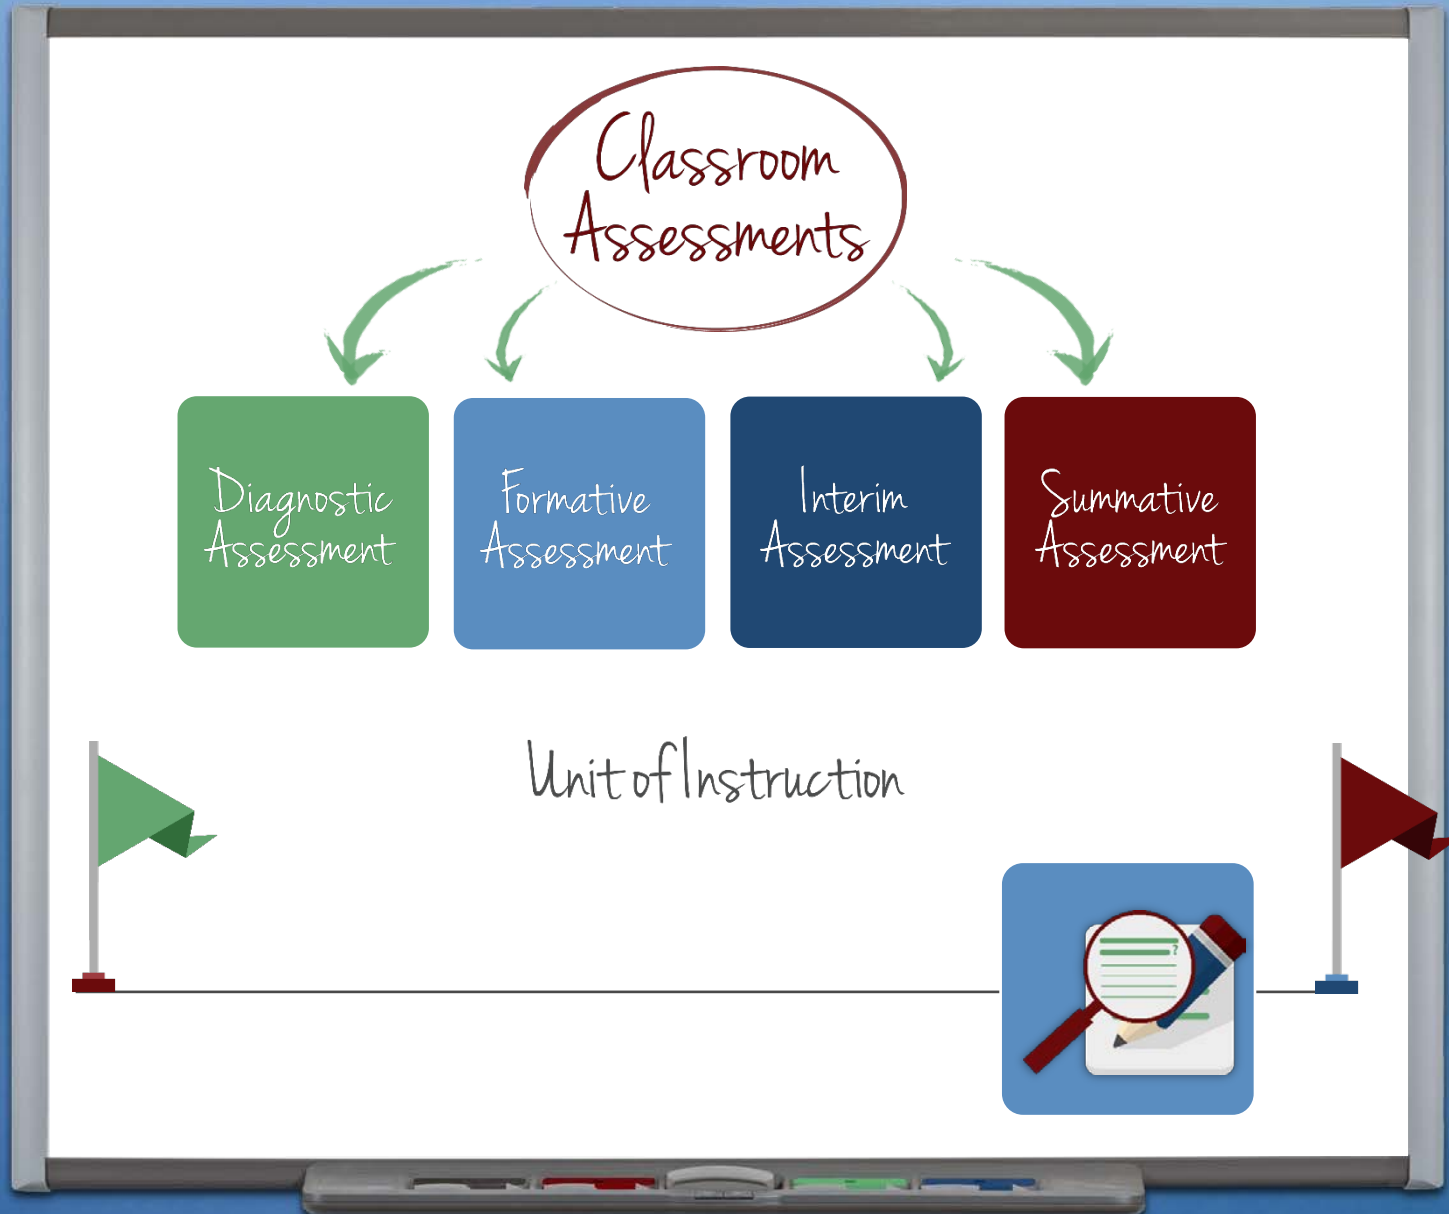 Classroom
Assessments
Diagnostic
Assessment
Formative
Assessment
Interim
Assessment
Summative
Assessment
Unit of Instruction
?